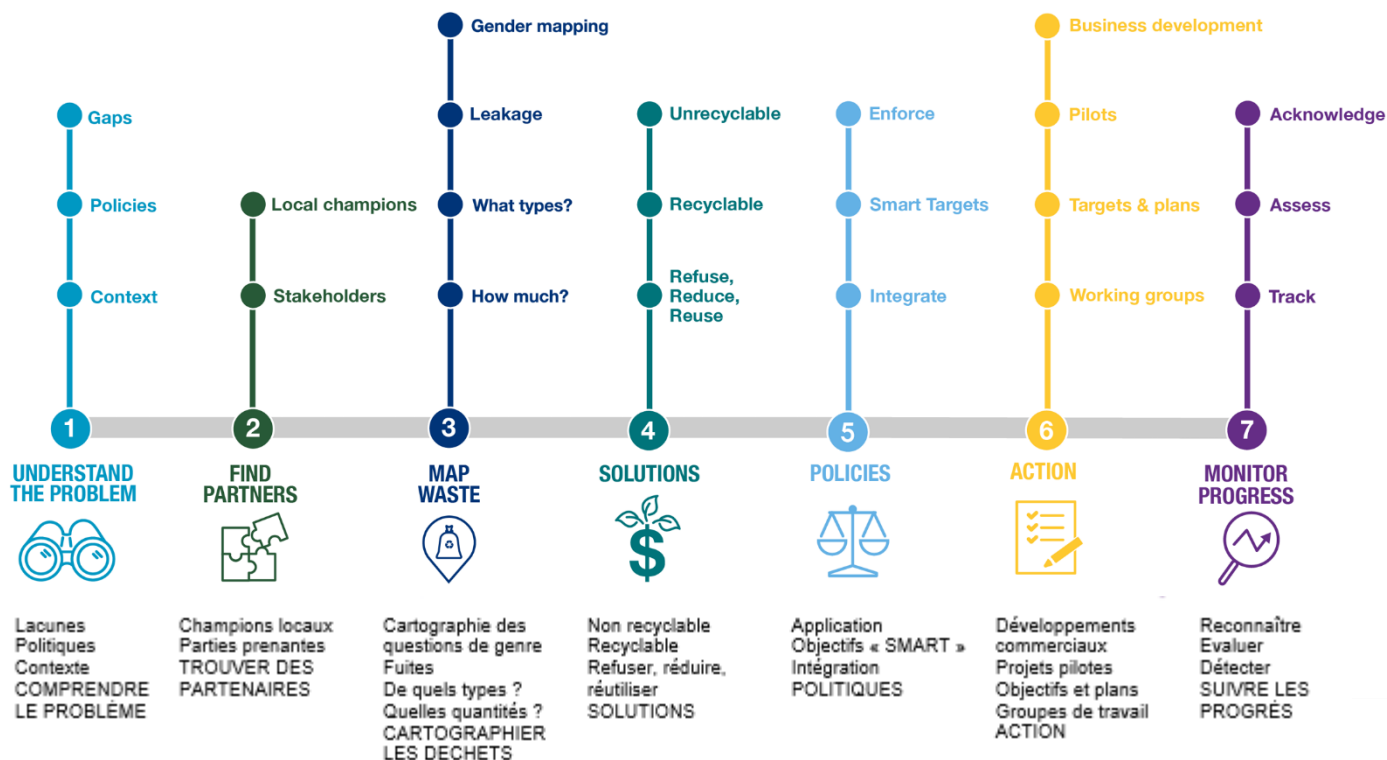 Gender mapping
Business development
Gaps
Leakage
Unrecyclable
Enforce
Pilots
Acknowledge
Policies
Local champions
What types?
Recyclable
Smart Targets
Targets & plans
Assess
Context
Stakeholders
How much?
Refuse,
Reduce,
Reuse
Integrate
Working groups
Track
1
2
3
4
5
6
7
UNDERSTAND
THE PROBLEM
FIND
PARTNERS
MAP
WASTE
SOLUTIONS
POLICIES
ACTION
MONITOR
PROGRESS
$
Lacunes
Politiques
Contexte
COMPRENDRE
LE PROBLÈME
Champions locaux
Parties prenantes
TROUVER DES
PARTENAIRES
Cartographie des
questions de genre
Fuites
De quels types ?
Quelles quantités ?
CARTOGRAPHIER
LES DECHETS
Non recyclable
Recyclable
Refuser, réduire,
réutiliser
SOLUTIONS
Application
Objectifs « SMART »
Intégration
POLITIQUES
Développements
commerciaux
Projets pilotes
Objectifs et plans
Groupes de travail
ACTION
Reconnaître
Evaluer
Détecter
SUIVRE LES
PROGRÈS